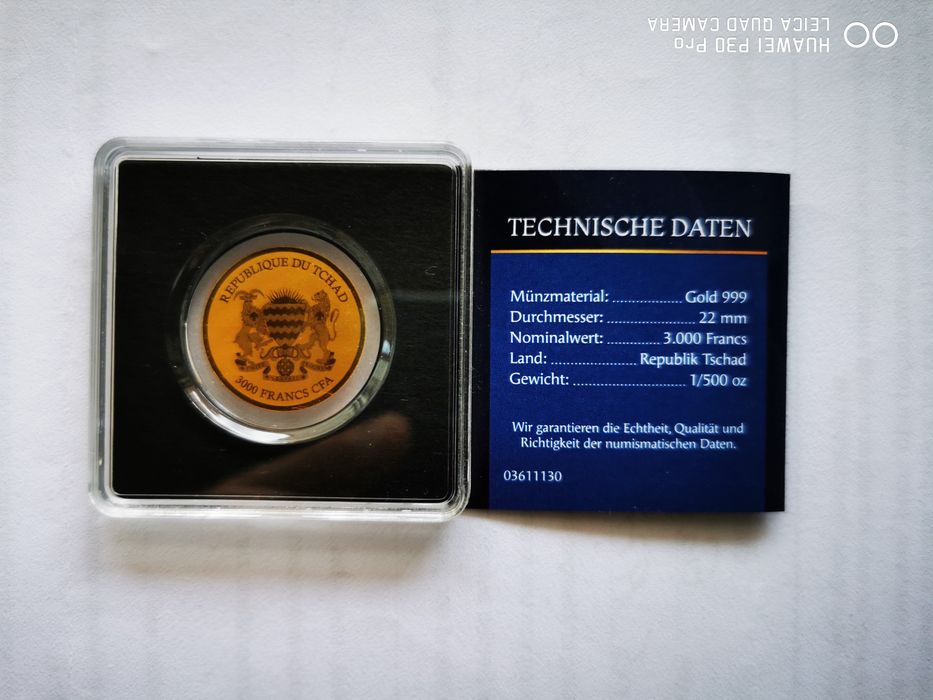 HUAWEI P30 Pro
LEICA QUAD CAMERA
REPUBLIQUE DU TCHAD
3000 FRANCS CFA
TECHNISCHE DATEN
Münzmaterial: ........................ Gold 999
Durchmesser: ............................... 22 mm
Nominalwert: .................. 3.000 Francs
Land: .............................. Republik Tschad
Gewicht: ........................................ 1/500 oz
Wir garantieren die Echtheit, Qualität und
Richtigkeit der numismatischen Daten.
03611130